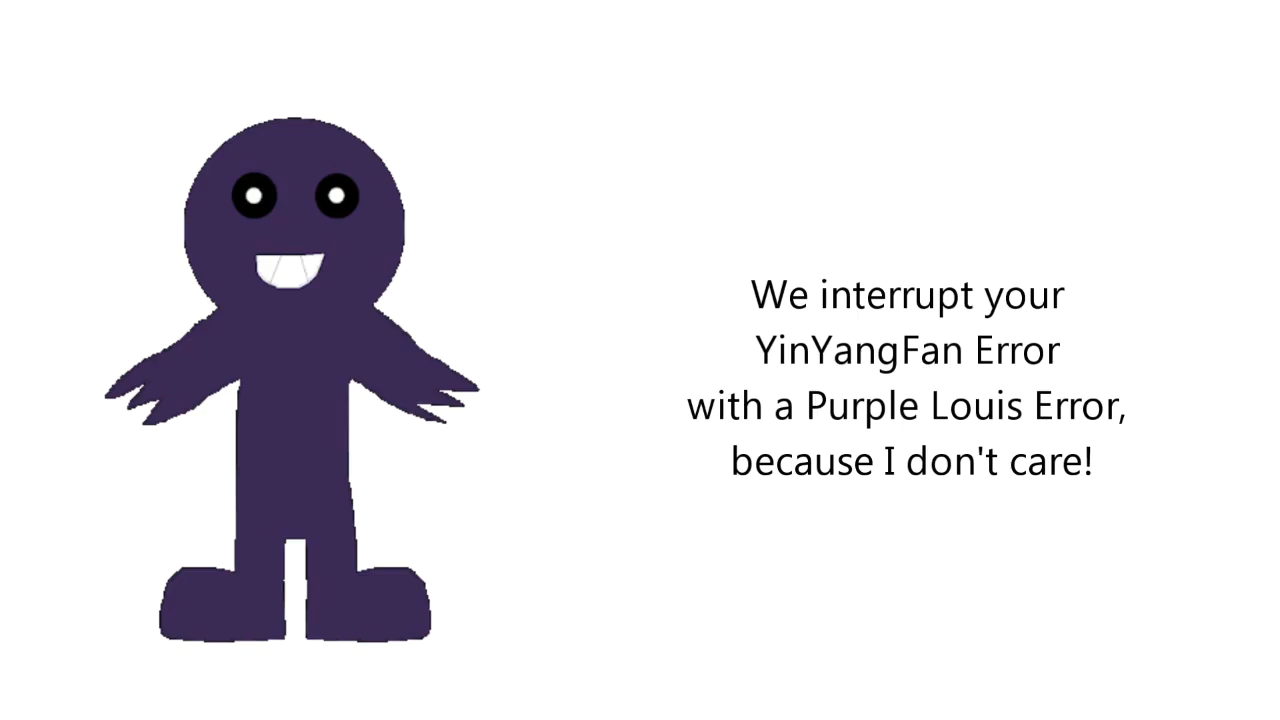 We interrupt your
YinYangFan Error
with a Purple Louis Error,
because I don't care!